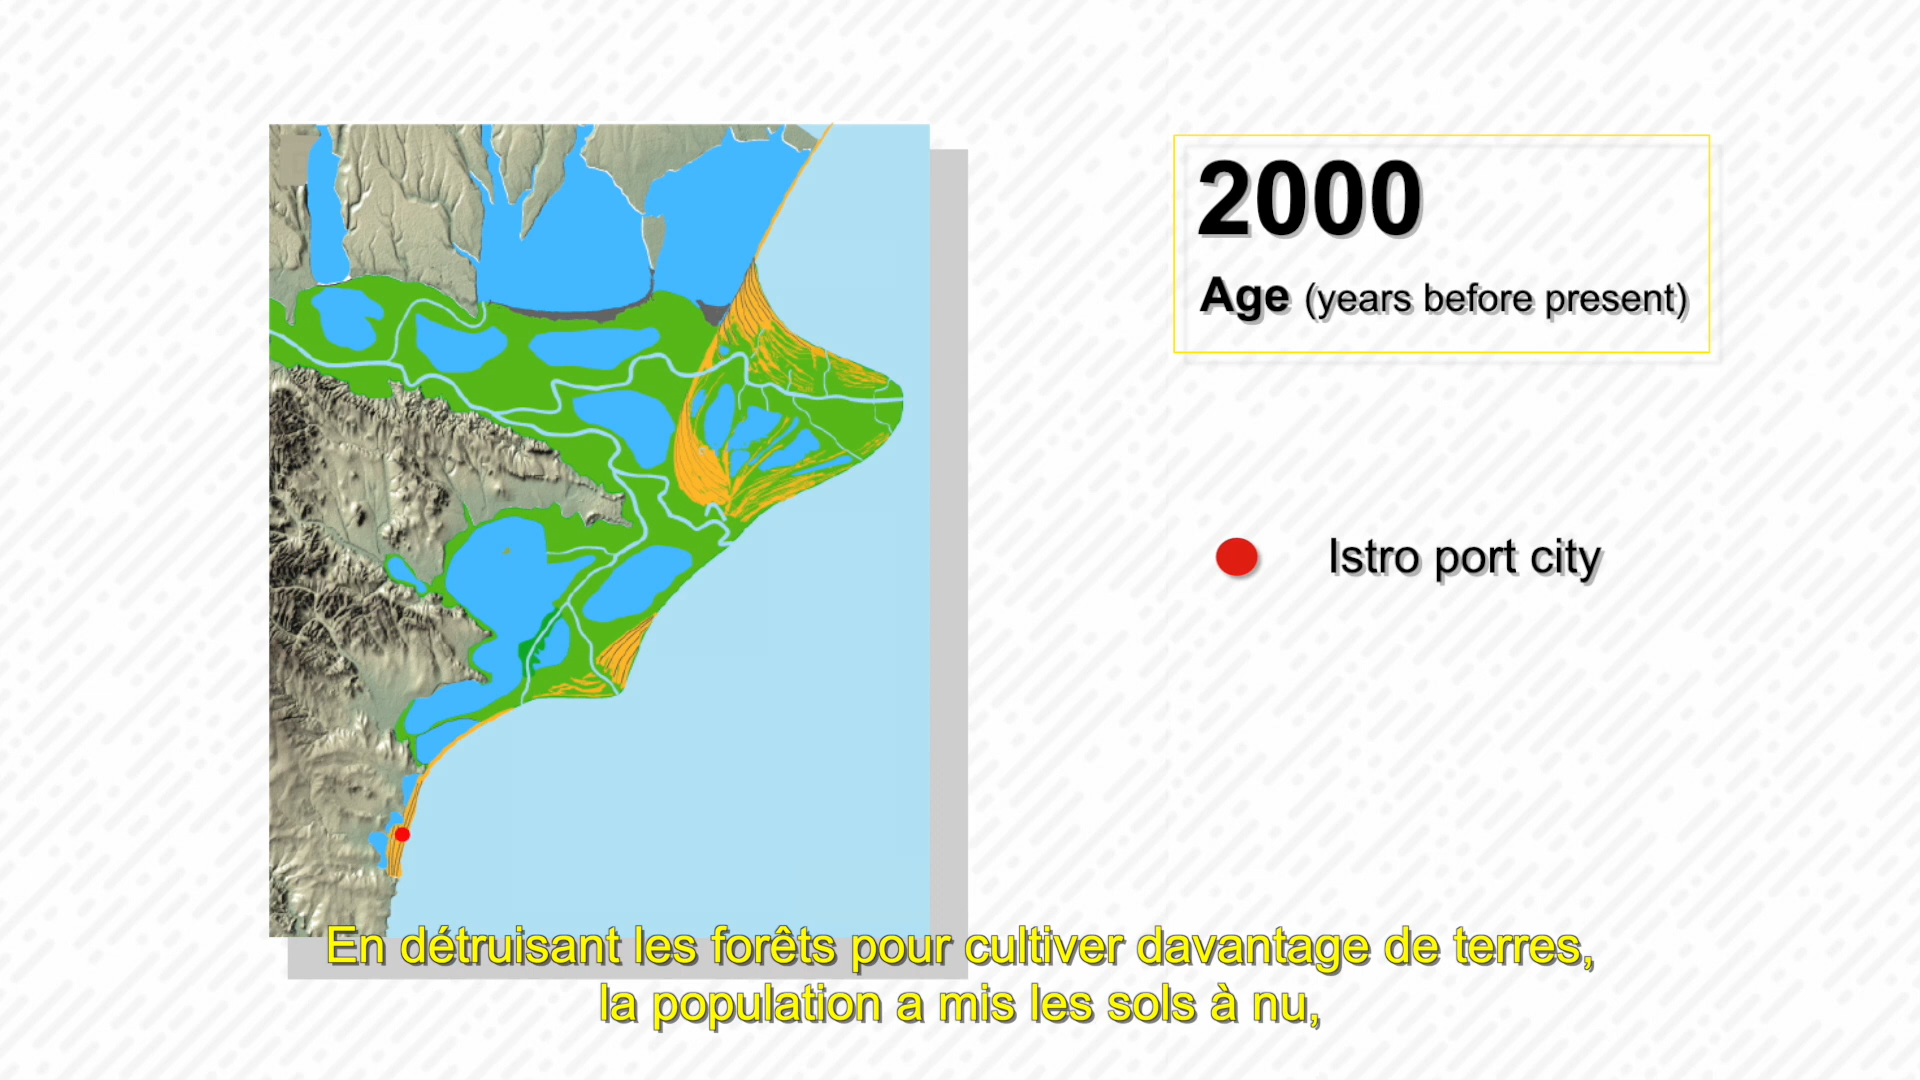 2000
Age (years before present)
Istro port city
En détruisant les forêts pour cultiver davantage de terres,
la population a mis les sols à nu,